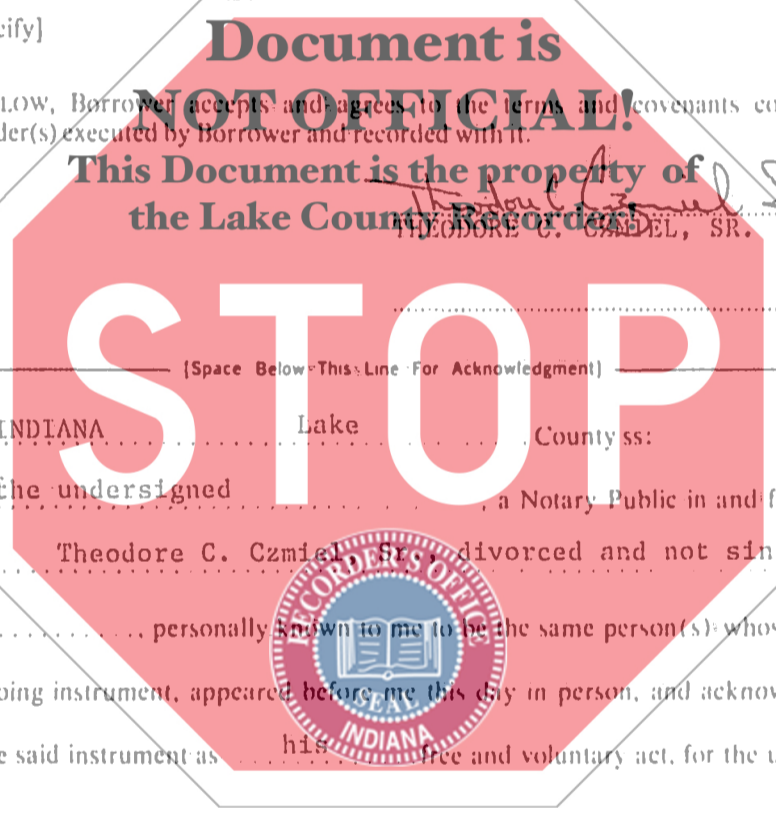 cify]
Document is
NOT OFFICIAL!
LOW, Borrower accepts and agrees to the terms and covenants co
der(s) executed by Borrower and recorded with it.
This Document is the property of
the Lake County Recorder!
Theodore C. Czmiel S
THEODORE C. CZMIEL, SR.
STOP
[Space Below This Line For Acknowledgment]
INDIANA Lake County ss:
the undersigned , a Notary Public in and f
Theodore C. Czmiel, Sr., divorced and not sin
, personally known to me to be the same person(s) whos
RECORDER'S OFFICE
SEAL
INDIANA
oing instrument, appeared before me this day in person, and acknow
e said instrument as his free and voluntary act, for the u